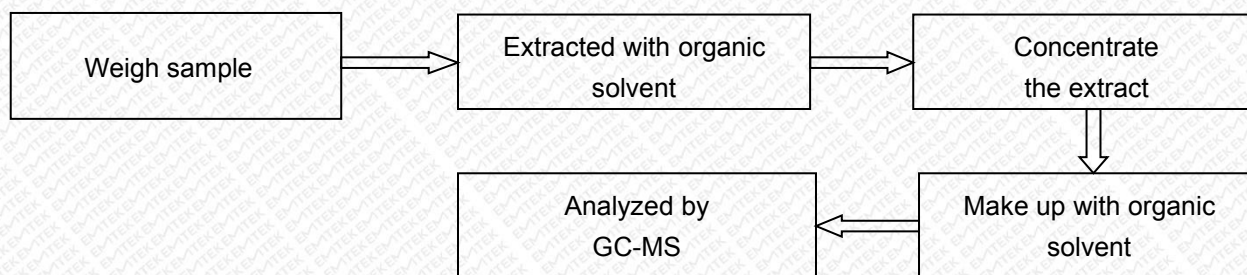 Weigh sample
Extracted with organic
solvent
Concentrate
the extract
Make up with organic
solvent
Analyzed by
GC-MS